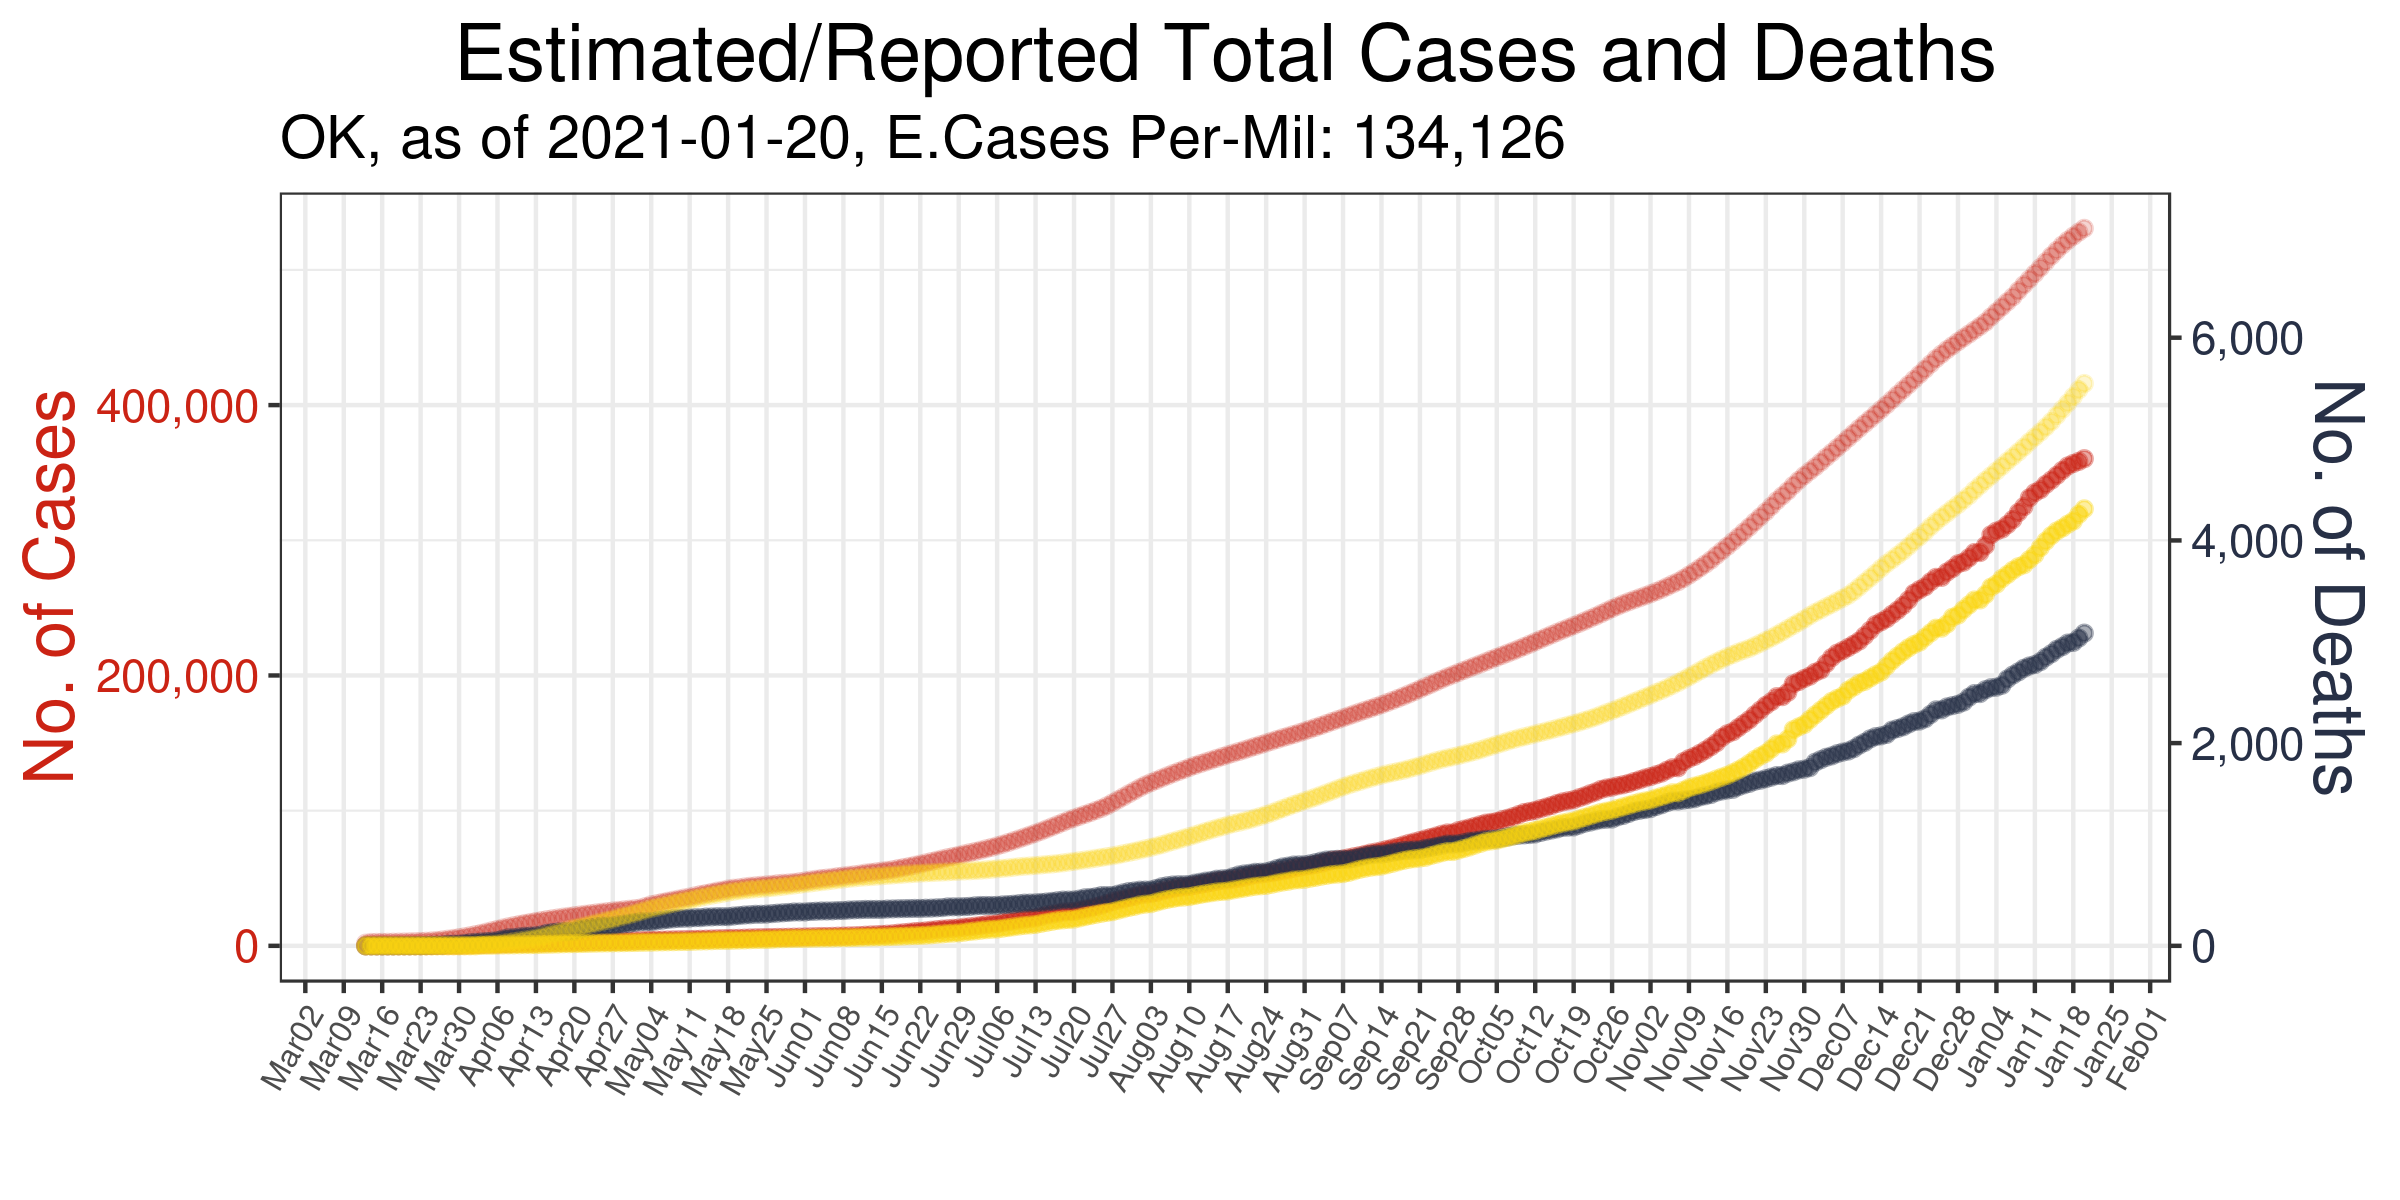 Estimated/Reported Total Cases and Deaths
OK, as of 2021-01-20, E.Cases Per-Mil: 134,126
No. of Cases
400,000
200,000
0
6,000
4,000
2,000
0
No. of Deaths
Mar02
Mar09
Mar16
Mar23
Mar30
Apr06
Apr13
Apr20
Apr27
May04
May11
May18
May25
Jun01
Jun08
Jun15
Jun22
Jun29
Jul06
Jul13
Jul20
Jul27
Aug03
Aug10
Aug17
Aug24
Aug31
Sep07
Sep14
Sep21
Sep28
Oct05
Oct12
Oct19
Oct26
Nov02
Nov09
Nov16
Nov23
Nov30
Dec07
Dec14
Dec21
Dec28
Jan04
Jan11
Jan18
Jan25
Feb01